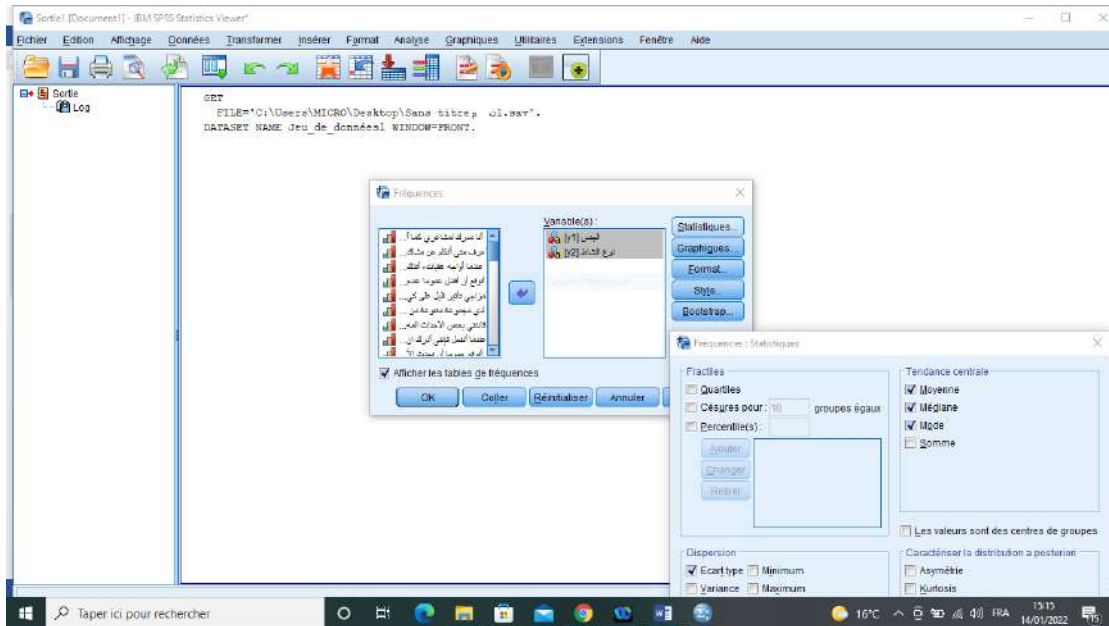 Sortie1 [Document1] - IBM SPSS Statistics Viewer*
Fichier Edition Affichage Données Transformer Insérer Format Analyse Graphiques Utilitaires Extensions Fenêtre Aide
Sortie
Log
GET
FILE='C:\Users\MICRO\Desktop\Sans titre
DATASET NAME Jeu_de_données1 WINDOW=FRONT.
Fréquences
Variable(s) :
الجنس [y1]
نوع النشاط [y2]
Statistiques...
Graphiques...
Format...
Style...
Bootstrap...
Afficher les tables de fréquences
OK Coller Réinitialiser Annuler
Fréquences : Statistiques
Fractiles
Quartiles
Césures pour : 10 groupes égaux
Percentile(s) :
Ajouter
Changer
Retirer
Tendance centrale
Moyenne
Médiane
Mode
Somme
Les valeurs sont des centres de groupes
Dispersion
Ecart type Minimum
Variance Maximum
Caractériser la distribution a posteriori
Asymétrie
Kurtosis
Taper ici pour rechercher
16°C FRA 15:15
14/01/2022